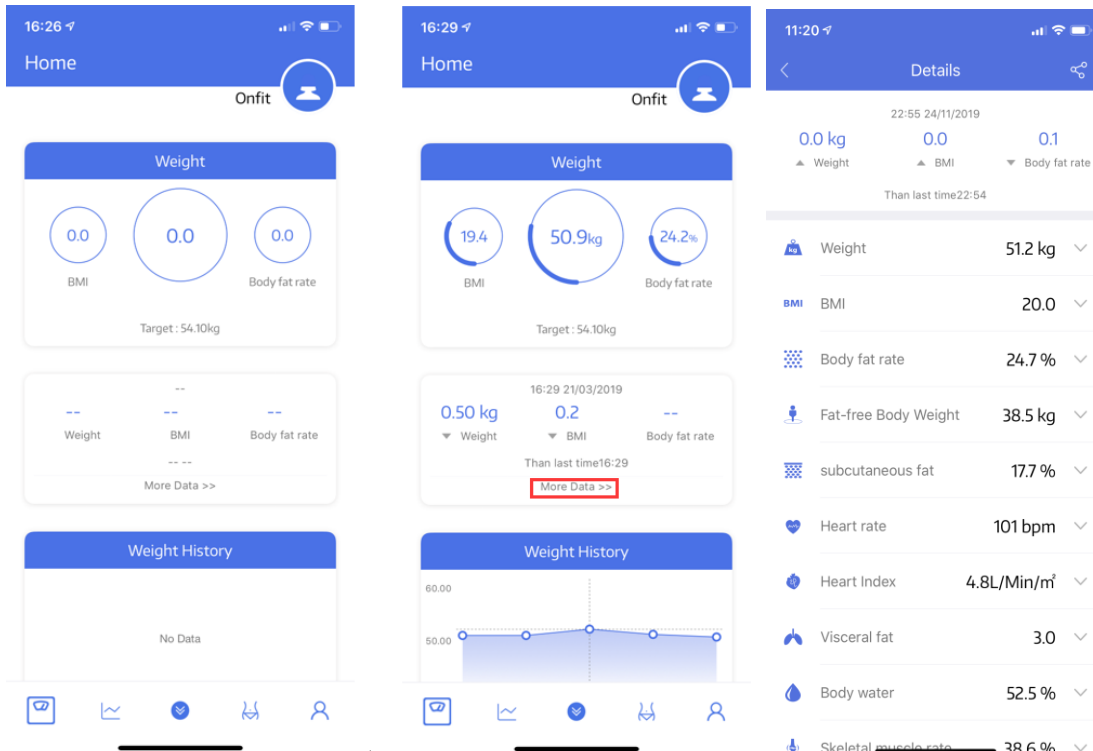 16:26
Home
Onfit
Weight
0.0
0.0
0.0
BMI
Body fat rate
Target : 54.10kg
--
--
--
--
Weight
BMI
Body fat rate
-- --
More Data >>
Weight History
No Data
16:29
Home
Onfit
Weight
19.4
50.9kg
24.2%
BMI
Body fat rate
Target : 54.10kg
16:29 21/03/2019
0.50 kg
0.2
--
Weight
BMI
Body fat rate
Than last time16:29
More Data >>
Weight History
60.00
50.00
11:20
Details
22:55 24/11/2019
0.0 kg
0.0
0.1
Weight
BMI
Body fat rate
Than last time22:54
Weight 51.2 kg
BMI BMI 20.0
Body fat rate 24.7 %
Fat-free Body Weight 38.5 kg
subcutaneous fat 17.7 %
Heart rate 101 bpm
Heart Index 4.8L/Min/㎡
Visceral fat 3.0
Body water 52.5 %
Skeletal muscle rate 38.6 %